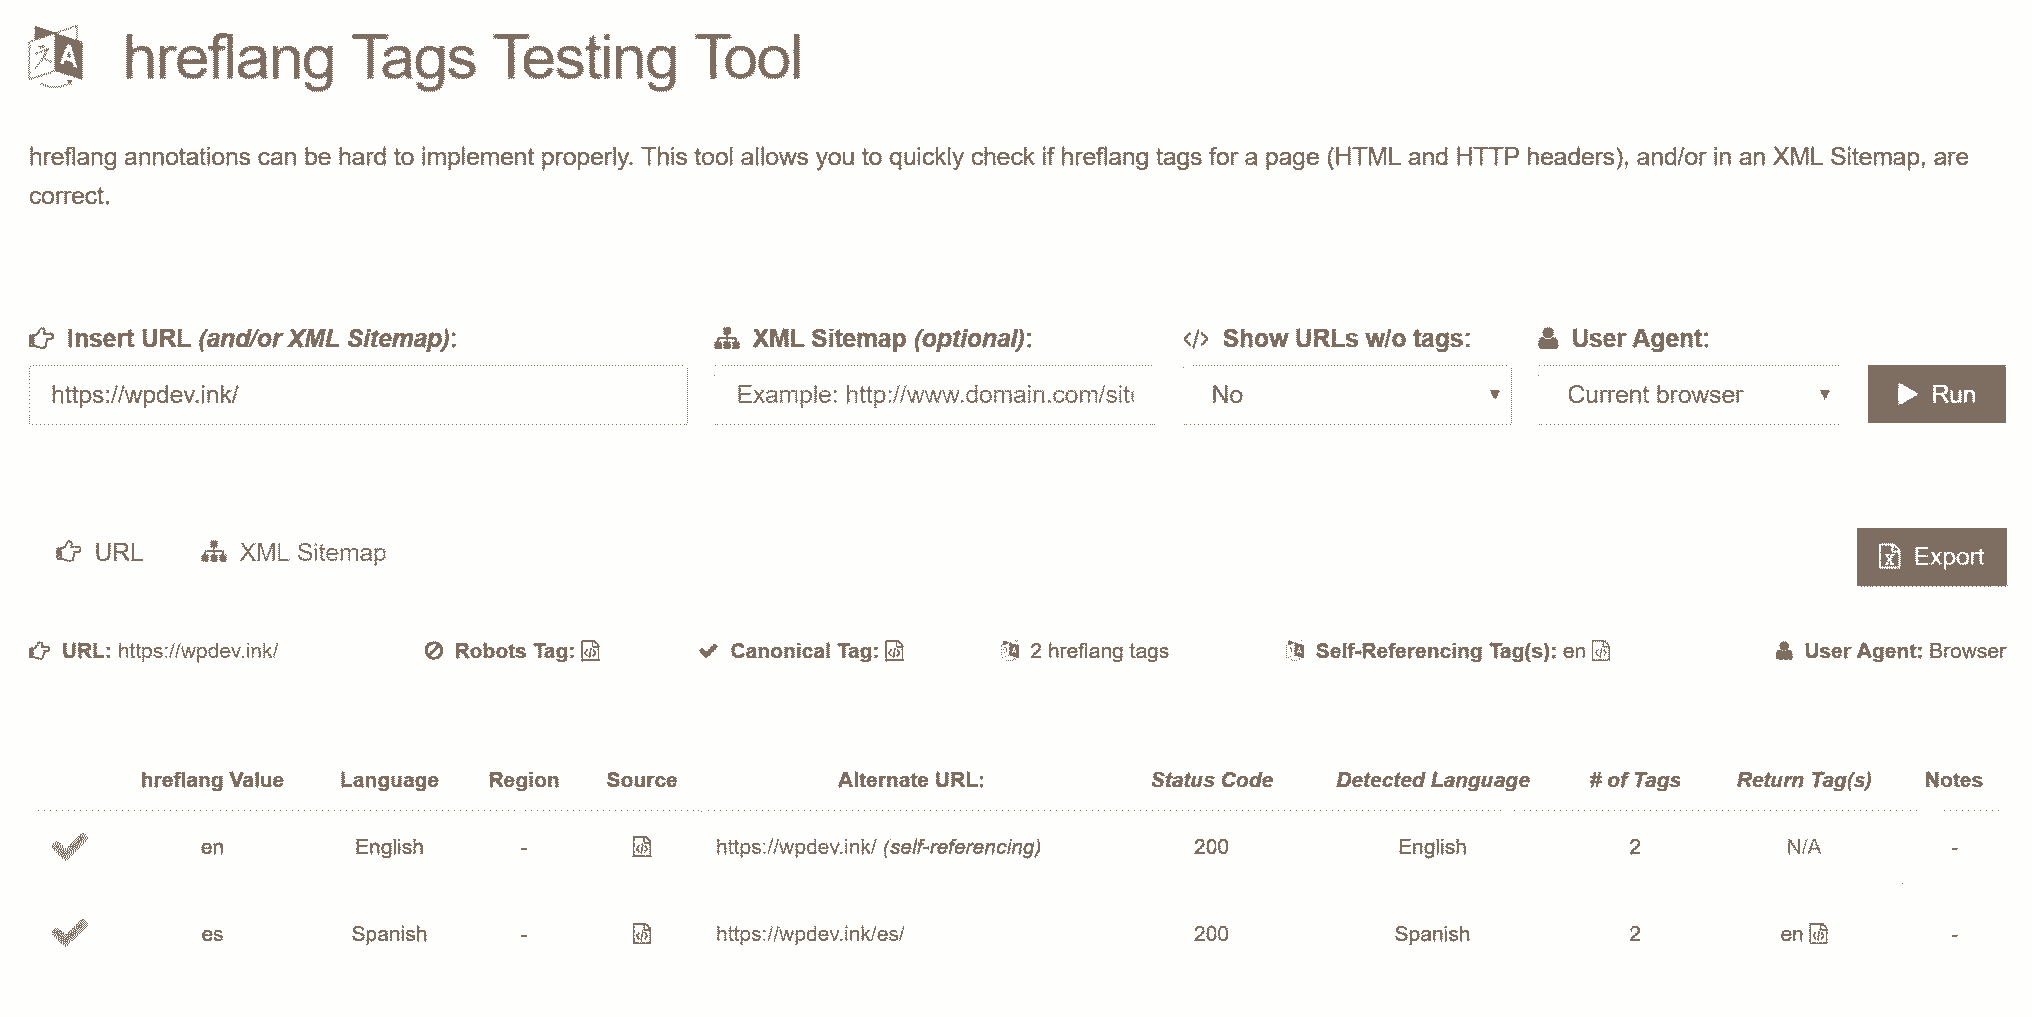 hreflang Tags Testing Tool
hreflang annotations can be hard to implement properly. This tool allows you to quickly check if hreflang tags for a page (HTML and HTTP headers), and/or in an XML Sitemap, are
correct.
Insert URL (and/or XML Sitemap): XML Sitemap (optional): </> Show URLs w/o tags: User Agent:
https://wpdev.ink/ Example: http://www.domain.com/site No Current browser Run
URL XML Sitemap Export
URL: https://wpdev.ink/ Robots Tag: Canonical Tag: 2 hreflang tags Self-Referencing Tag(s): en User Agent: Browser
hreflang Value Language Region Source Alternate URL: Status Code Detected Language # of Tags Return Tag(s) Notes
en English - https://wpdev.ink/ (self-referencing) 200 English 2 N/A -
es Spanish - https://wpdev.ink/es/ 200 Spanish 2 en -